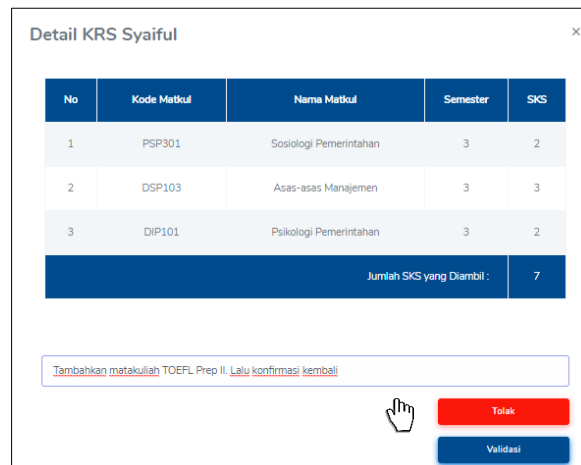 Detail KRS Syaiful ×
No Kode Matkul Nama Matkul Semester SKS
1 PSP301 Sosiologi Pemerintahan 3 2
2 DSP103 Asas-asas Manajemen 3 3
3 DIP101 Psikologi Pemerintahan 3 2
Jumlah SKS yang Diambil : 7
Tambahkan matakuliah TOEFL Prep II. Lalu konfirmasi kembali
Tolak
Validasi